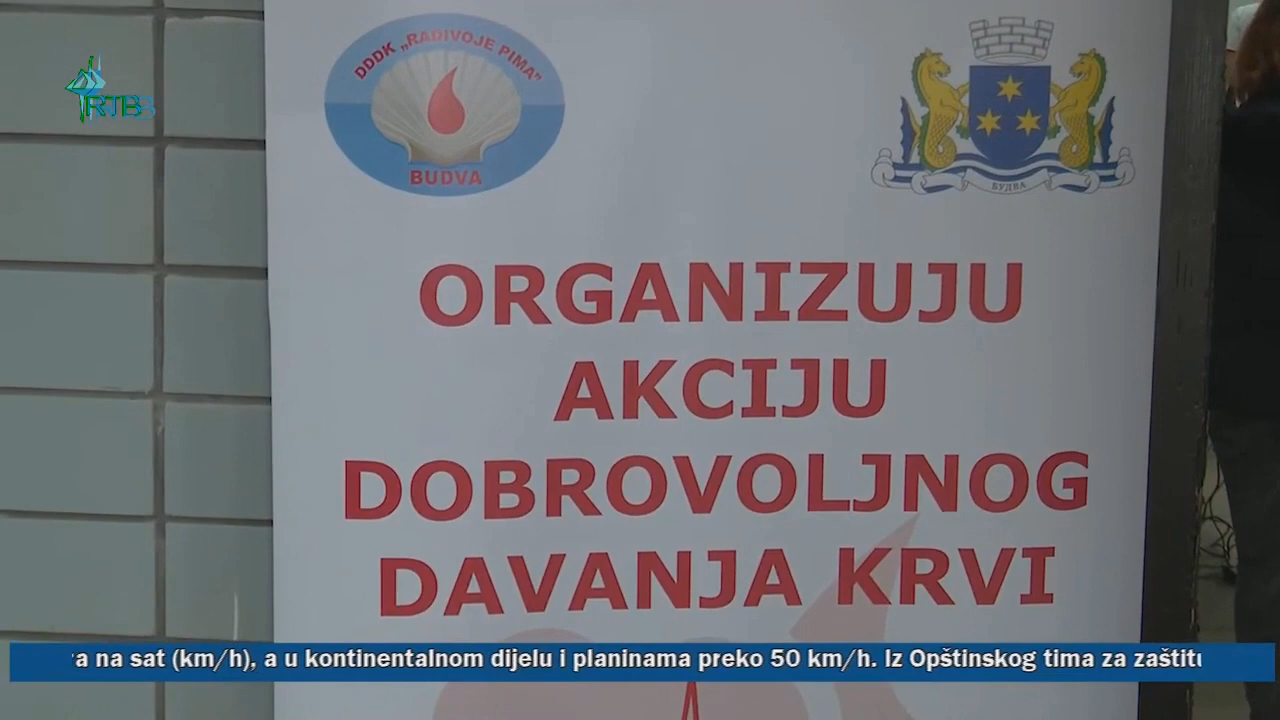 DDDK „RADIVOJE PIMA”
BUDVA
БУДВА
RTB
ORGANIZUJU
AKCIJU
DOBROVOLJNOG
DAVANJA KRVI
na sat (km/h), a u kontinentalnom dijelu i planinama preko 50 km/h. Iz Opštinskog tima za zaštitu